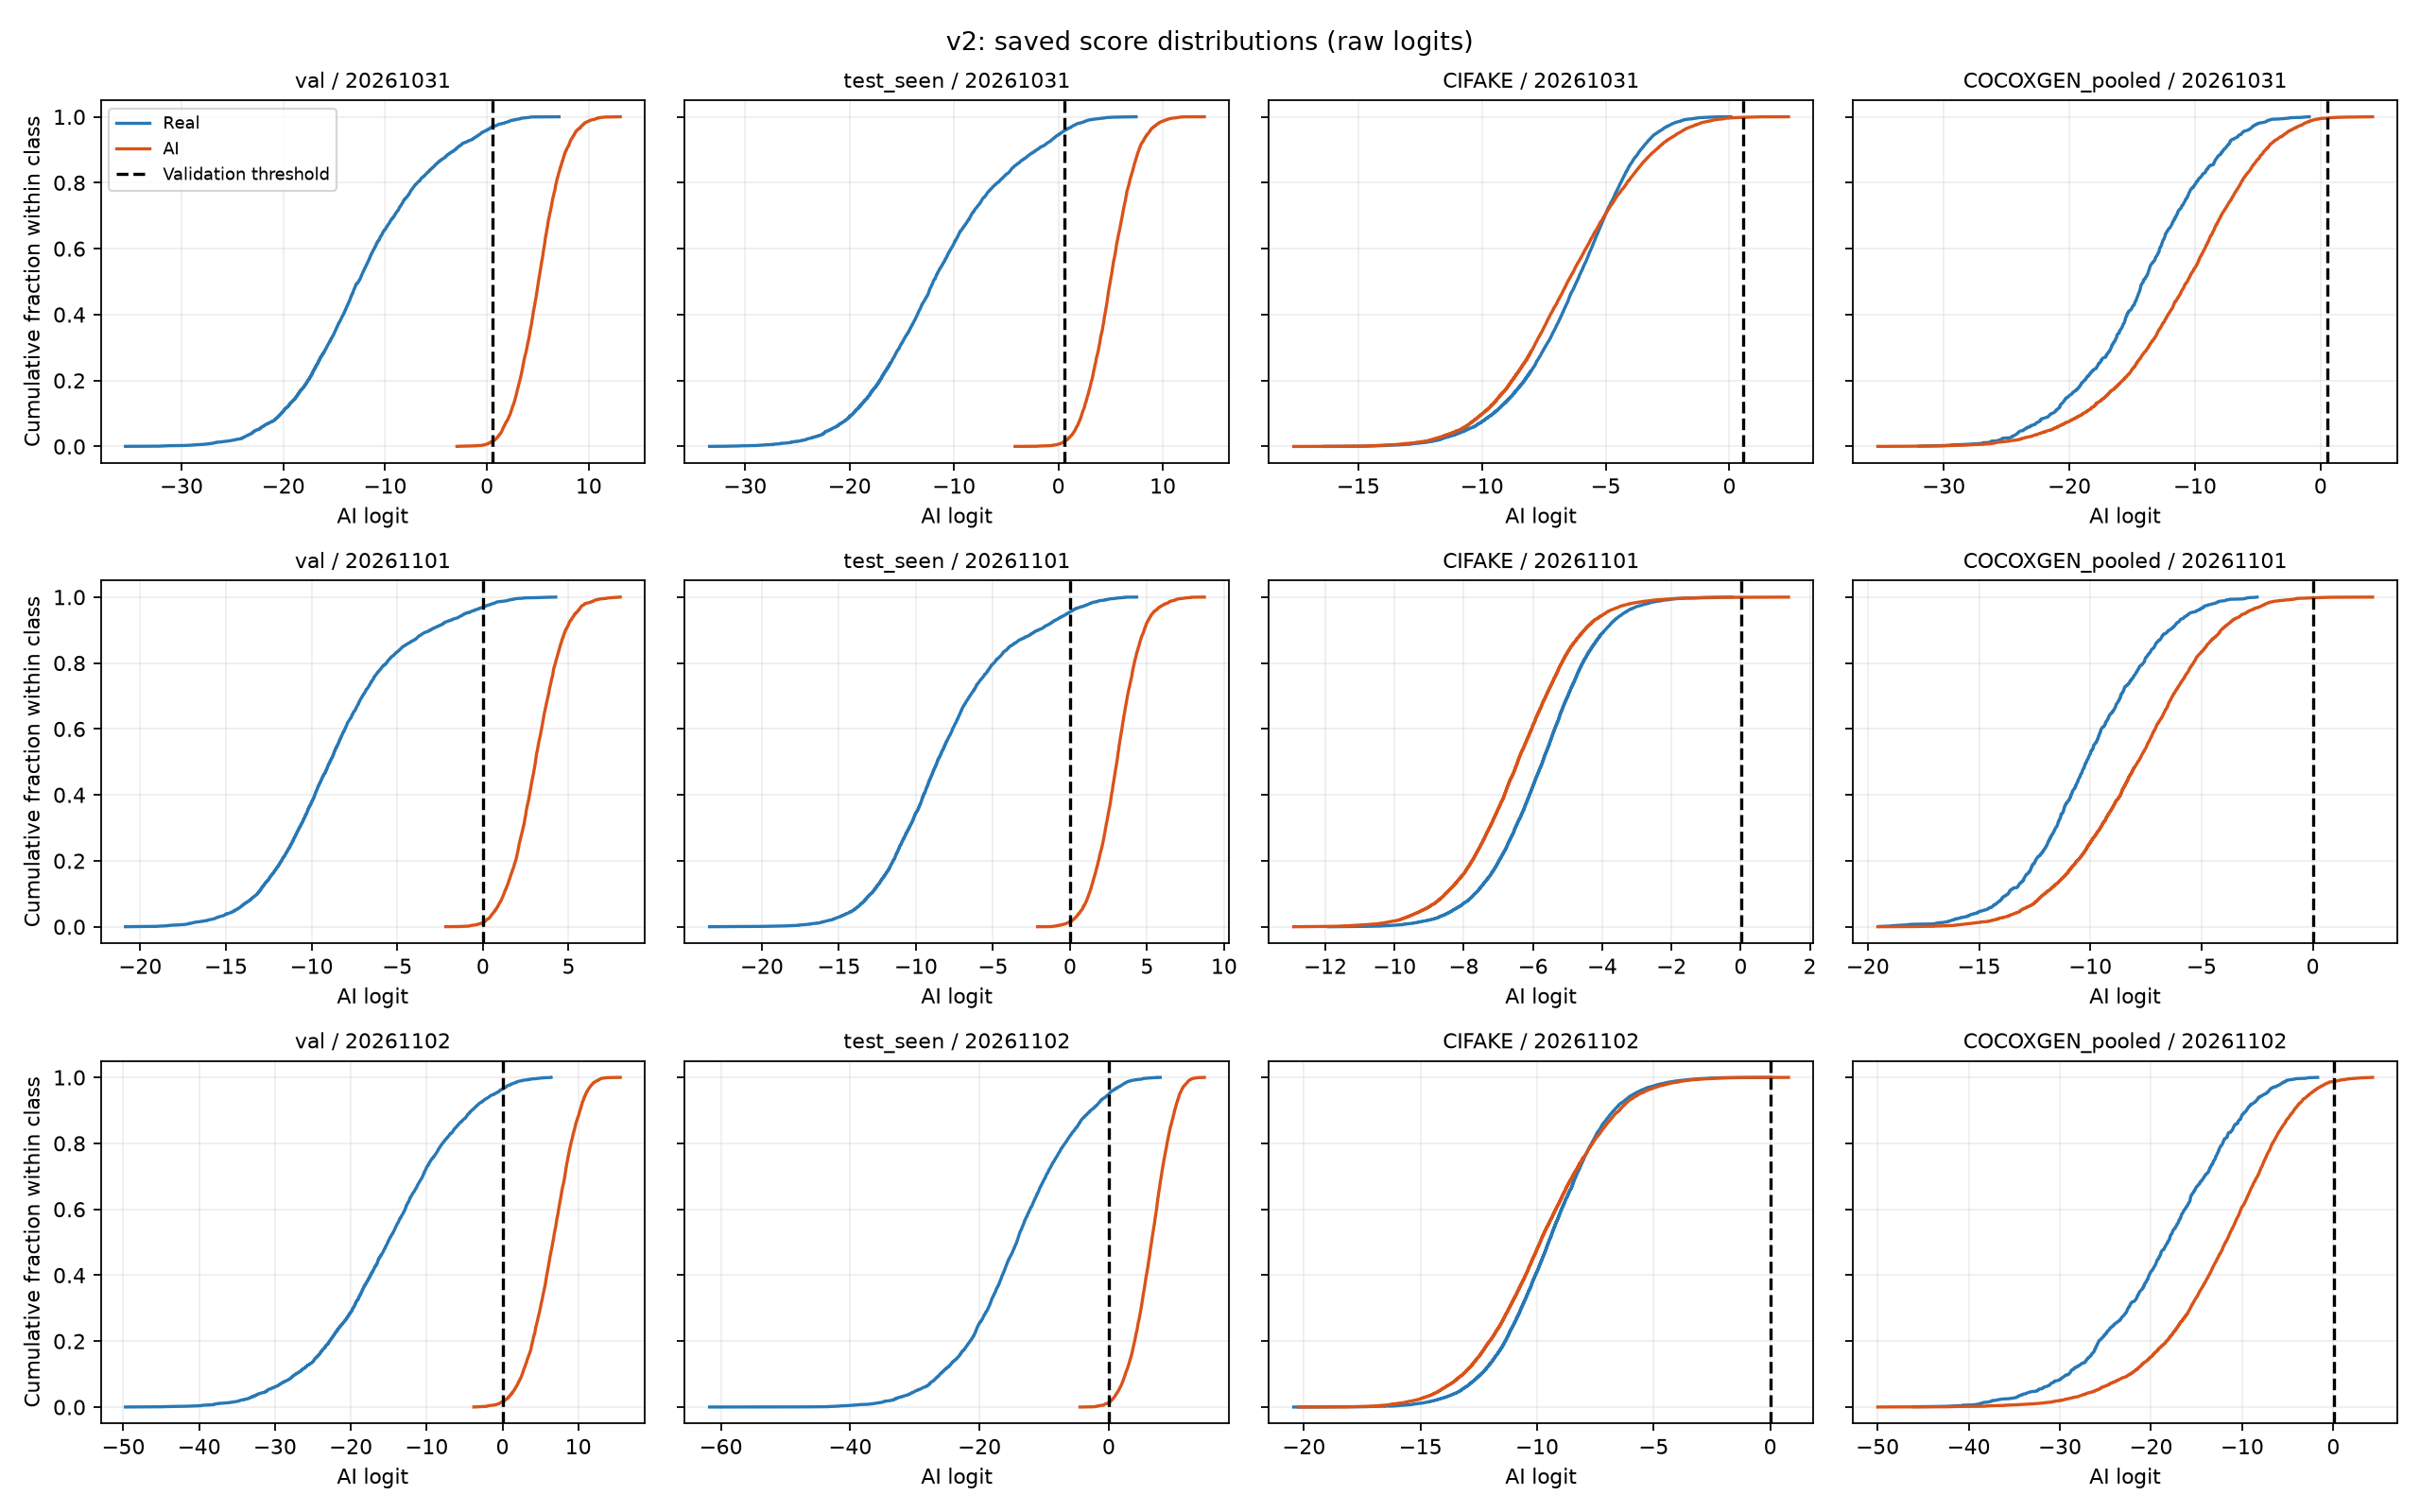 v2: saved score distributions (raw logits)
val / 20261031
test_seen / 20261031
CIFAKE / 20261031
COCOXGEN_pooled / 20261031
Cumulative fraction within class
1.0
0.8
0.6
0.4
0.2
0.0
Real
AI
Validation threshold
−30 −20 −10 0 10
−30 −20 −10 0 10
−15 −10 −5 0
−30 −20 −10 0
AI logit
AI logit
AI logit
AI logit
val / 20261101
test_seen / 20261101
CIFAKE / 20261101
COCOXGEN_pooled / 20261101
Cumulative fraction within class
1.0
0.8
0.6
0.4
0.2
0.0
−20 −15 −10 −5 0 5
−20 −15 −10 −5 0 5 10
−12 −10 −8 −6 −4 −2 0 2
−20 −15 −10 −5 0
AI logit
AI logit
AI logit
AI logit
val / 20261102
test_seen / 20261102
CIFAKE / 20261102
COCOXGEN_pooled / 20261102
Cumulative fraction within class
1.0
0.8
0.6
0.4
0.2
0.0
−50 −40 −30 −20 −10 0 10
−60 −40 −20 0
−20 −15 −10 −5 0
−50 −40 −30 −20 −10 0
AI logit
AI logit
AI logit
AI logit